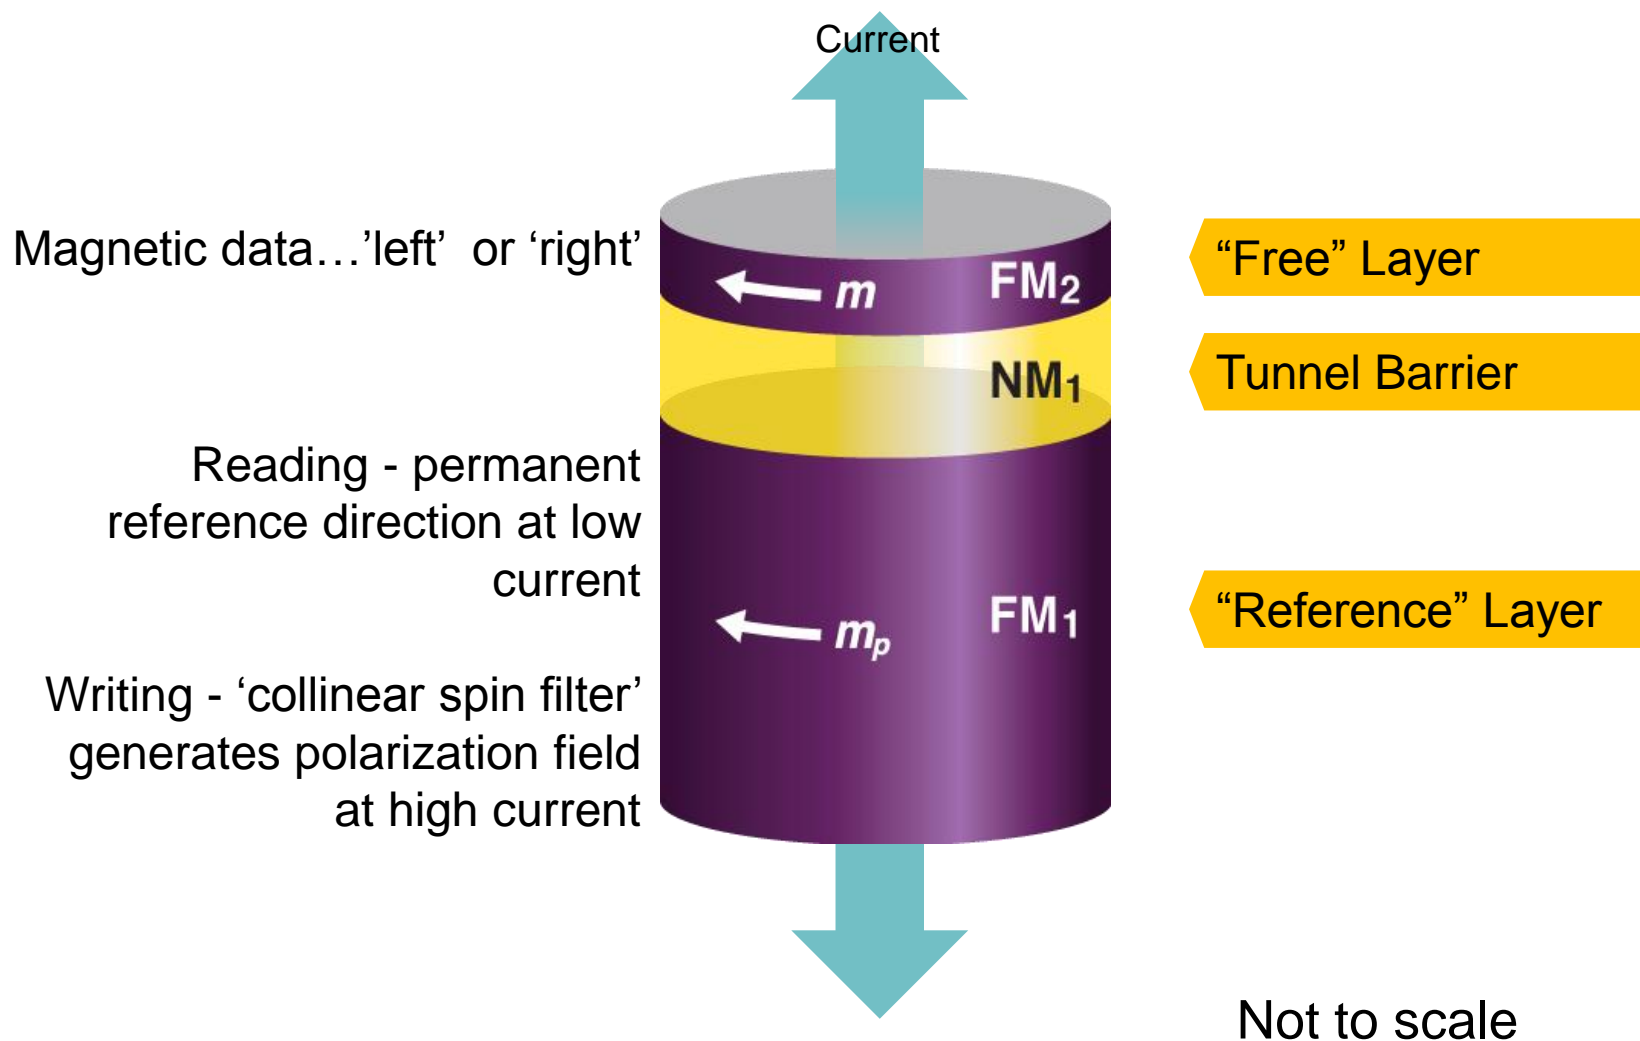 Current
Magnetic data…’left’  or ‘right’
m
FM2
“Free” Layer
NM1
Tunnel Barrier
Reading - permanent
reference direction at low
current
mp
FM1
“Reference” Layer
Writing - ‘collinear spin filter’
generates polarization field
at high current
Not to scale